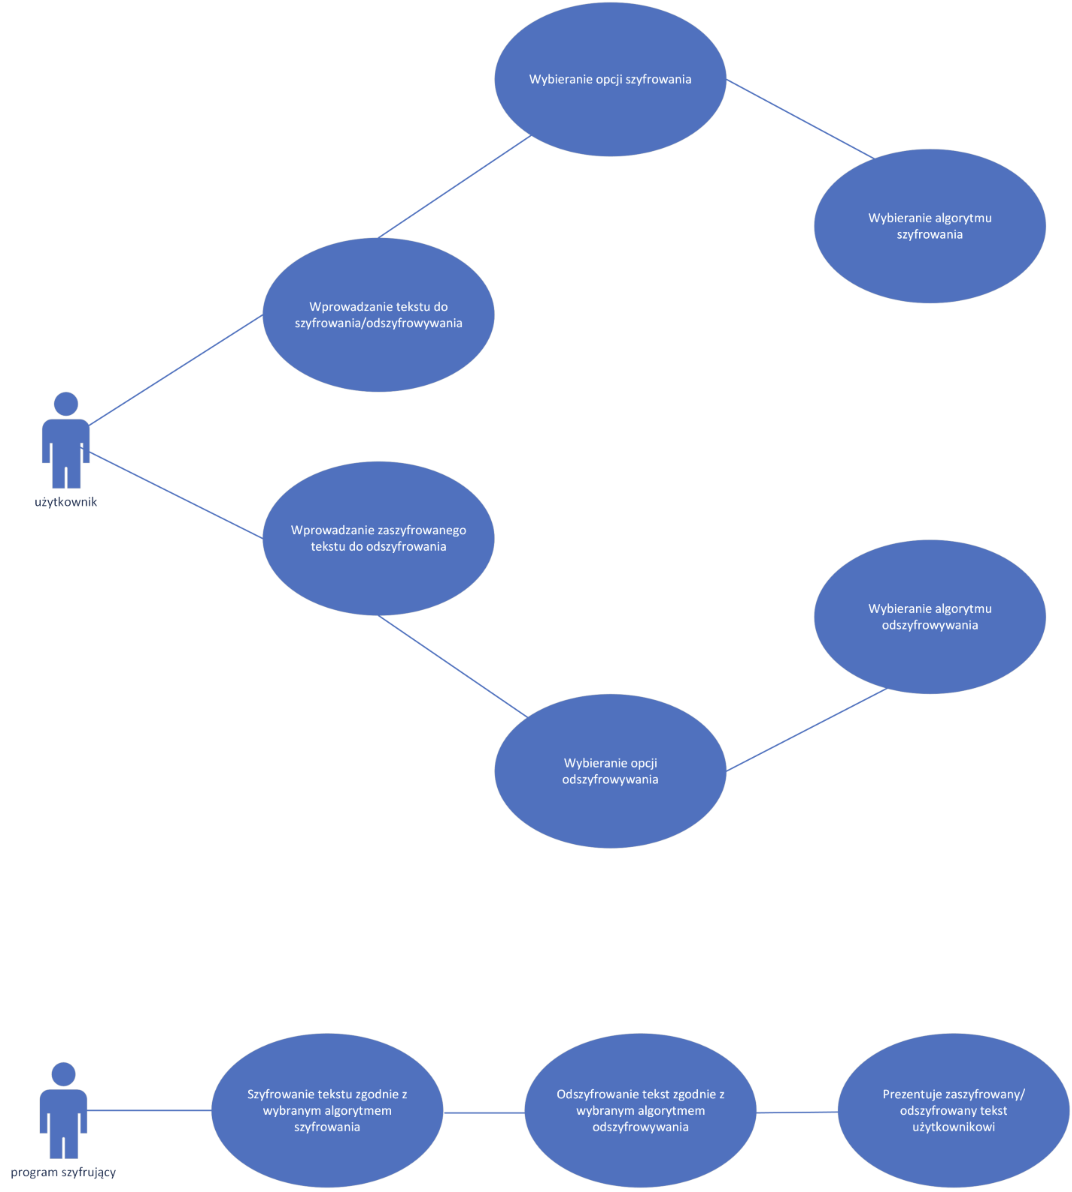 Wybieranie opcji szyfrowania
Wybieranie algorytmu
szyfrowania
Wprowadzanie tekstu do
szyfrowania/odszyfrowywania
użytkownik
Wprowadzanie zaszyfrowanego
tekstu do odszyfrowania
Wybieranie algorytmu
odszyfrowywania
Wybieranie opcji
odszyfrowywania
Szyfrowanie tekstu zgodnie z
wybranym algorytmem
szyfrowania
Odszyfrowanie tekst zgodnie z
wybranym algorytmem
odszyfrowywania
Prezentuje zaszyfrowany/
odszyfrowany tekst
użytkownikowi
program szyfrujący